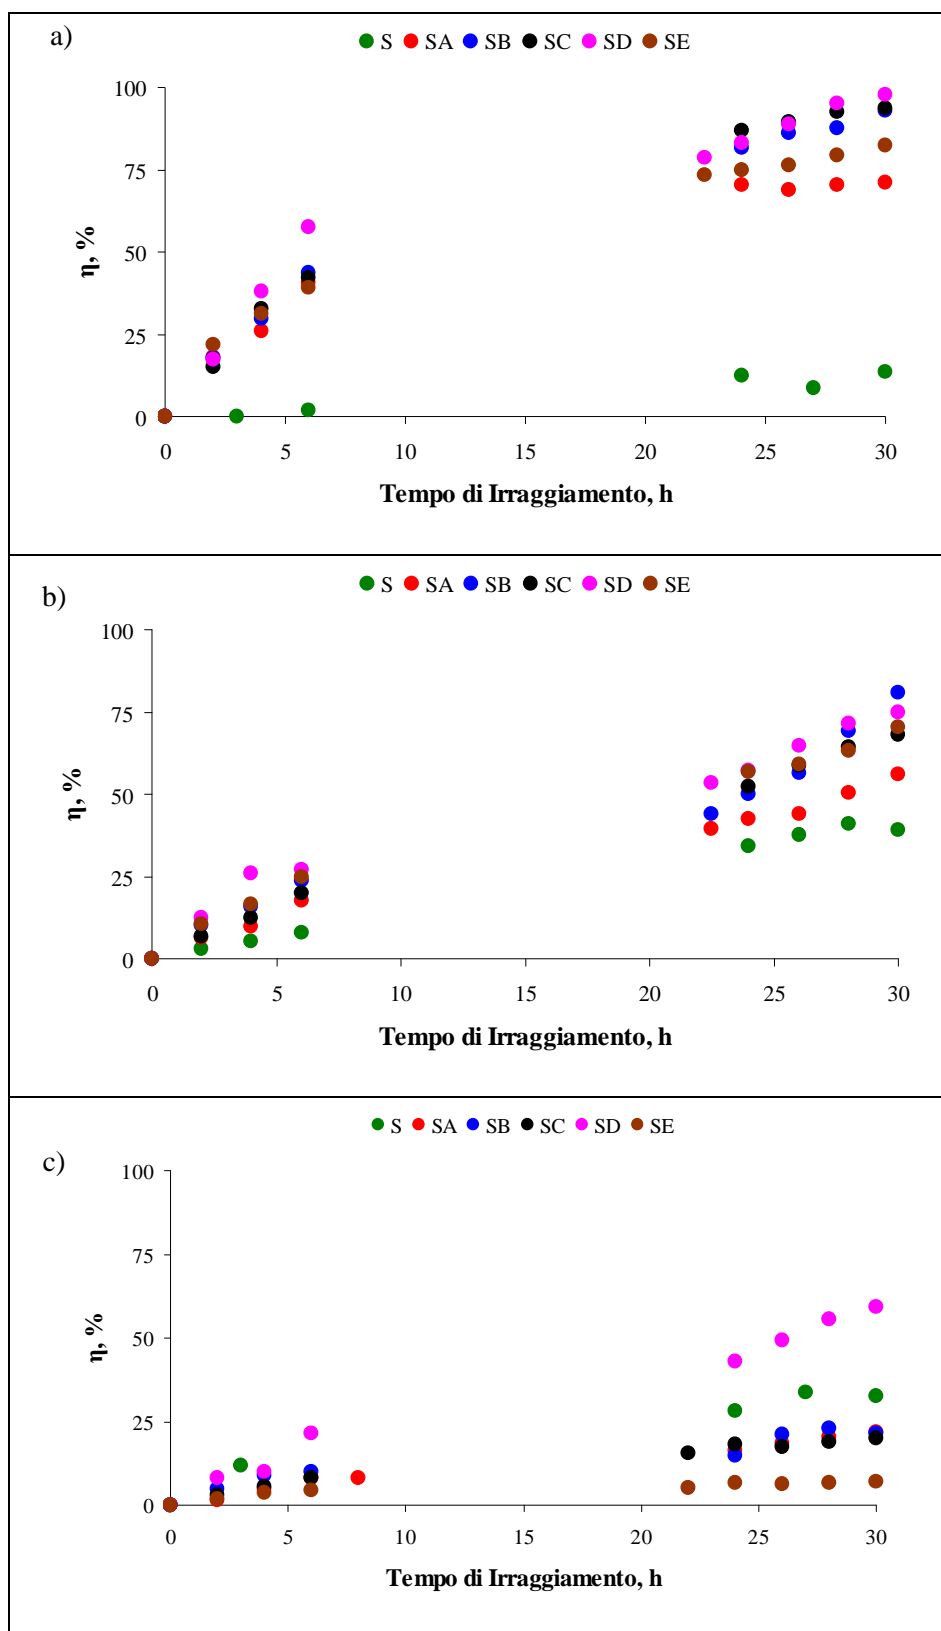 a)
S SA SB SC SD SE
100
75
50
25
0
η, %
0 5 10 15 20 25 30
Tempo di Irraggiamento, h
b)
S SA SB SC SD SE
100
75
50
25
0
η, %
0 5 10 15 20 25 30
Tempo di Irraggiamento, h
c)
S SA SB SC SD SE
100
75
50
25
0
η, %
0 5 10 15 20 25 30
Tempo di Irraggiamento, h